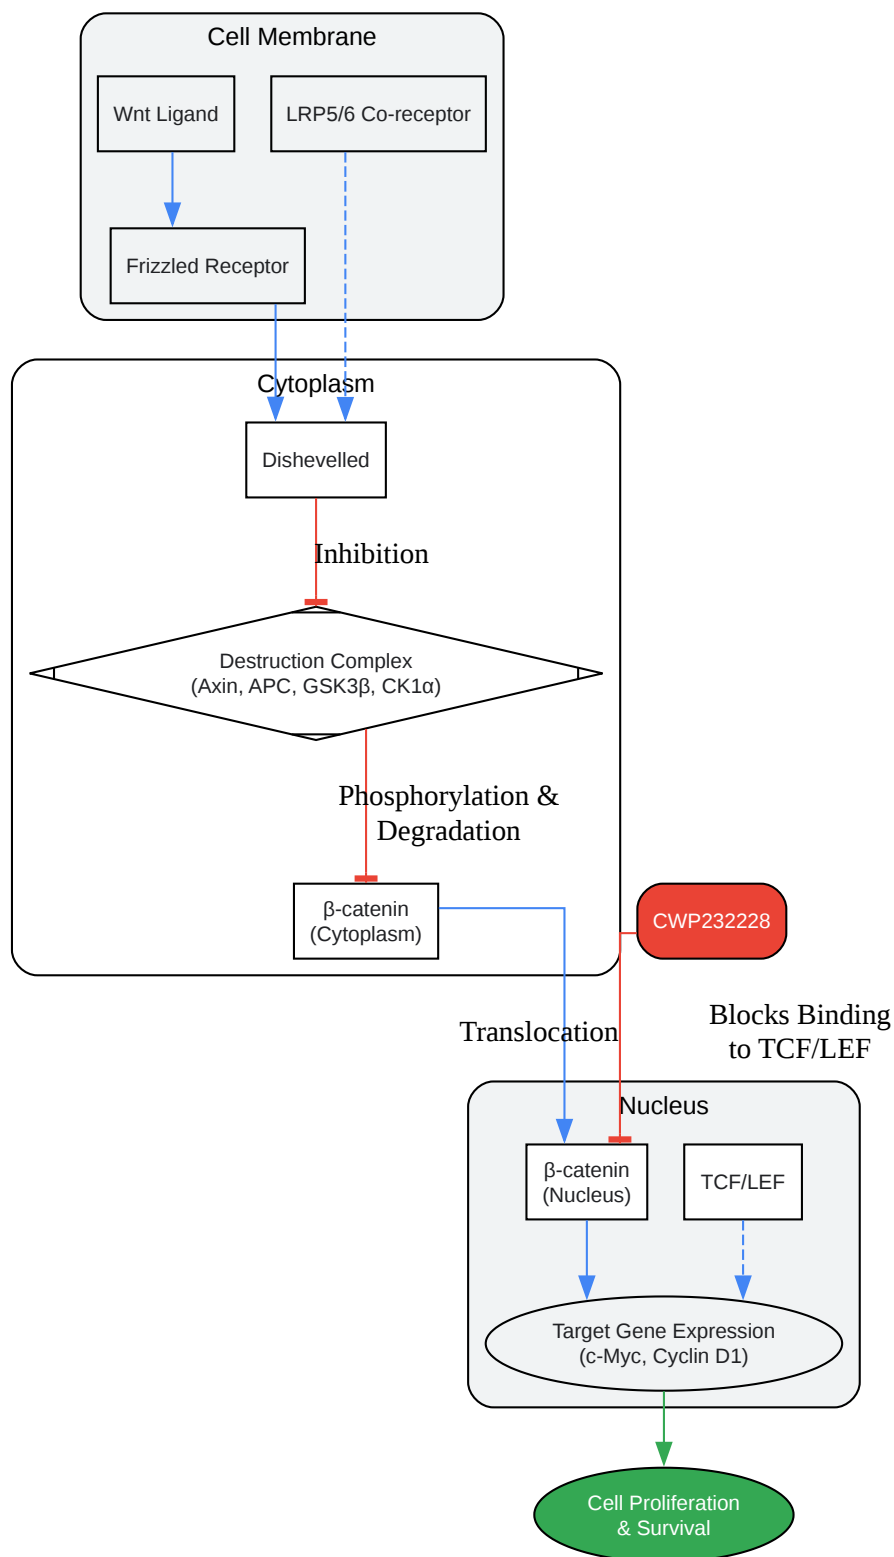 Cell Membrane
Wnt Ligand
LRP5/6 Co-receptor
Frizzled Receptor
Cytoplasm
Dishevelled
Inhibition
Destruction Complex
(Axin, APC, GSK3β, CK1α)
Phosphorylation &
Degradation
β-catenin
(Cytoplasm)
CWP232228
Translocation
Blocks Binding
to TCF/LEF
Nucleus
β-catenin
(Nucleus)
TCF/LEF
Target Gene Expression
(c-Myc, Cyclin D1)
Cell Proliferation
& Survival